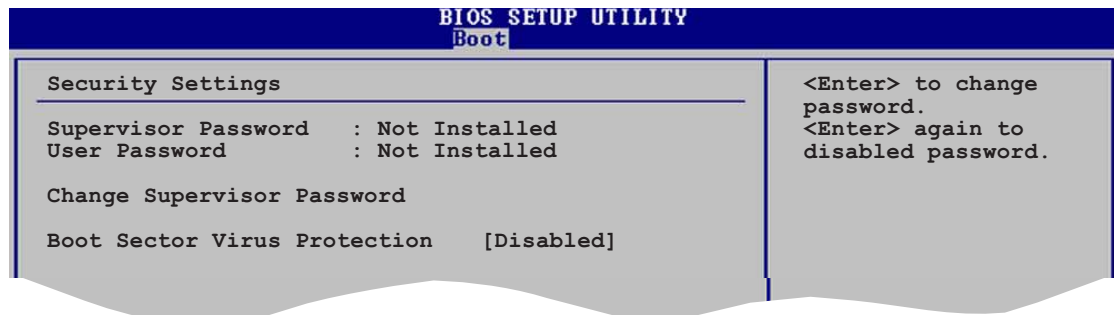 BIOS SETUP UTILITY
Boot
Security Settings
Supervisor Password : Not Installed
User Password : Not Installed
Change Supervisor Password
Boot Sector Virus Protection [Disabled]
<Enter> to change
password.
<Enter> again to
disabled password.